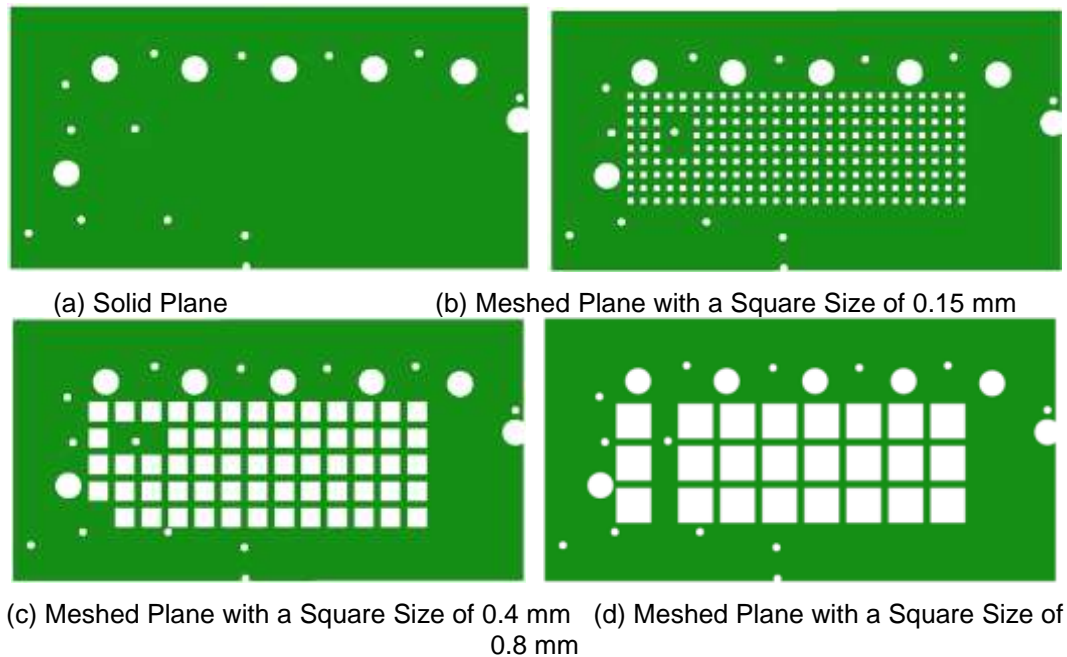 (a) Solid Plane
(b) Meshed Plane with a Square Size of 0.15 mm
(c) Meshed Plane with a Square Size of 0.4 mm
(d) Meshed Plane with a Square Size of
0.8 mm